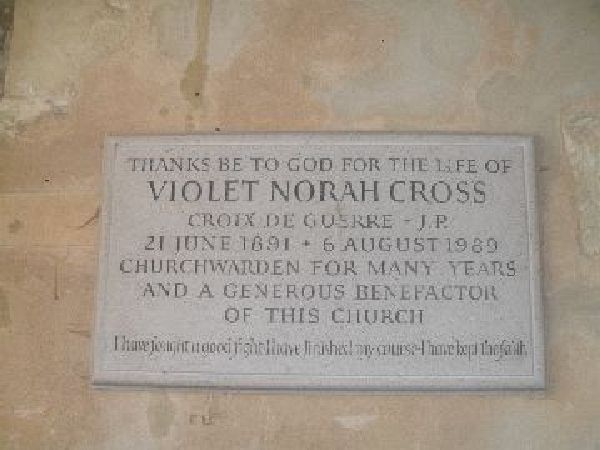 THANKS BE TO GOD FOR THE LIFE OF
VIOLET NORAH CROSS
CROIX DE GUERRE - J.P.
21 JUNE 1891 + 6 AUGUST 1989
CHURCHWARDEN FOR MANY YEARS
AND A GENEROUS BENEFACTOR
OF THIS CHURCH
I have fought a good fight I have finished my course-I have kept the faith